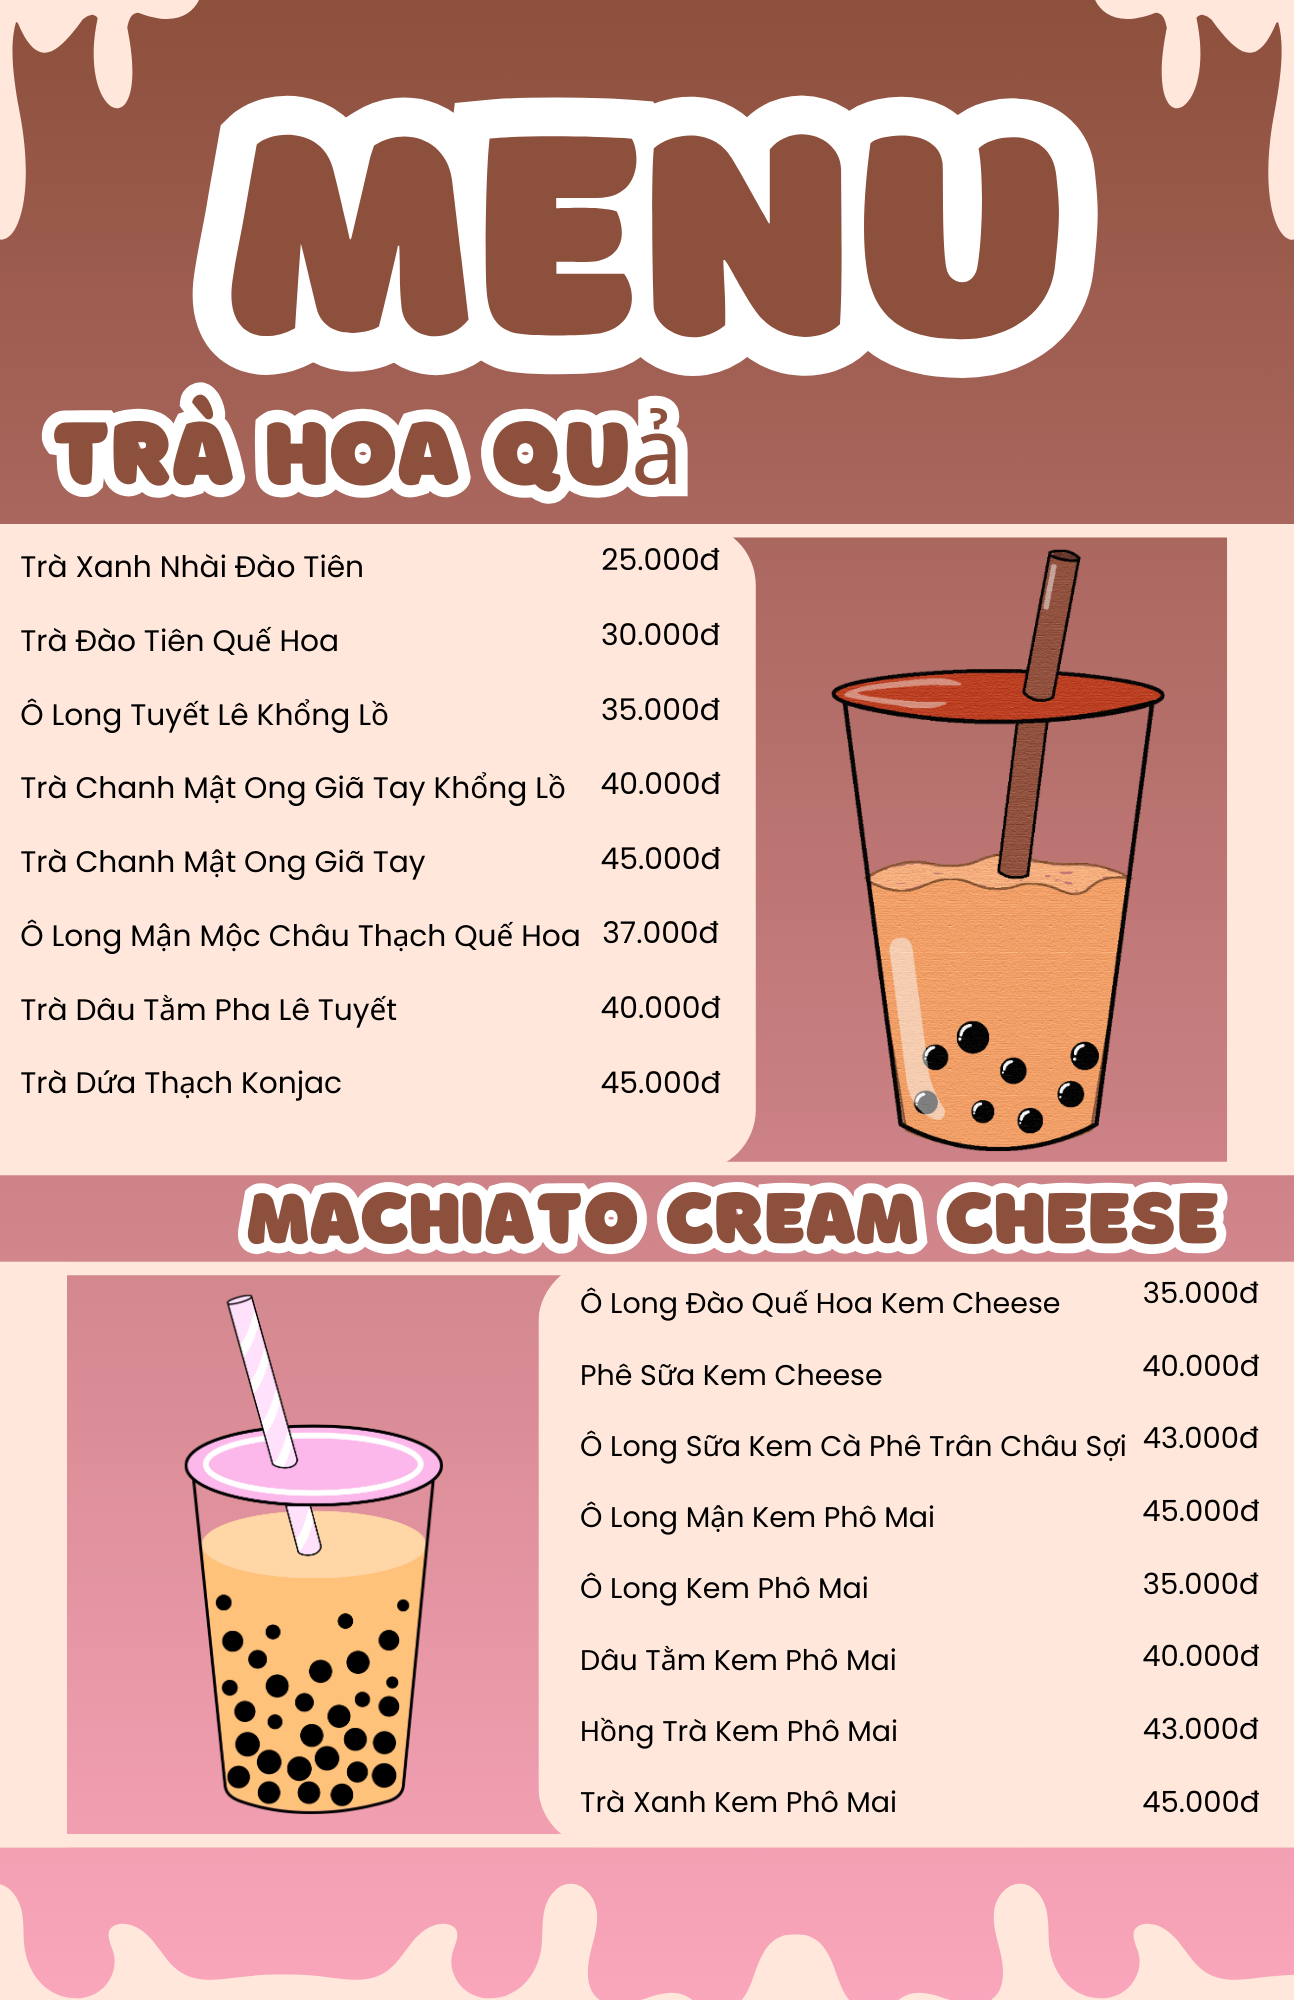 MENU
TRÀ HOA QUả
Trà Xanh Nhài Đào Tiên 25.000đ
Trà Đào Tiên Quế Hoa 30.000đ
Ô Long Tuyết Lê Khổng Lồ 35.000đ
Trà Chanh Mật Ong Giã Tay Khổng Lồ 40.000đ
Trà Chanh Mật Ong Giã Tay 45.000đ
Ô Long Mận Mộc Châu Thạch Quế Hoa 37.000đ
Trà Dâu Tằm Pha Lê Tuyết 40.000đ
Trà Dứa Thạch Konjac 45.000đ
MACHIATO CREAM CHEESE
Ô Long Đào Quế Hoa Kem Cheese 35.000đ
Phê Sữa Kem Cheese 40.000đ
Ô Long Sữa Kem Cà Phê Trân Châu Sợi 43.000đ
Ô Long Mận Kem Phô Mai 45.000đ
Ô Long Kem Phô Mai 35.000đ
Dâu Tằm Kem Phô Mai 40.000đ
Hồng Trà Kem Phô Mai 43.000đ
Trà Xanh Kem Phô Mai 45.000đ